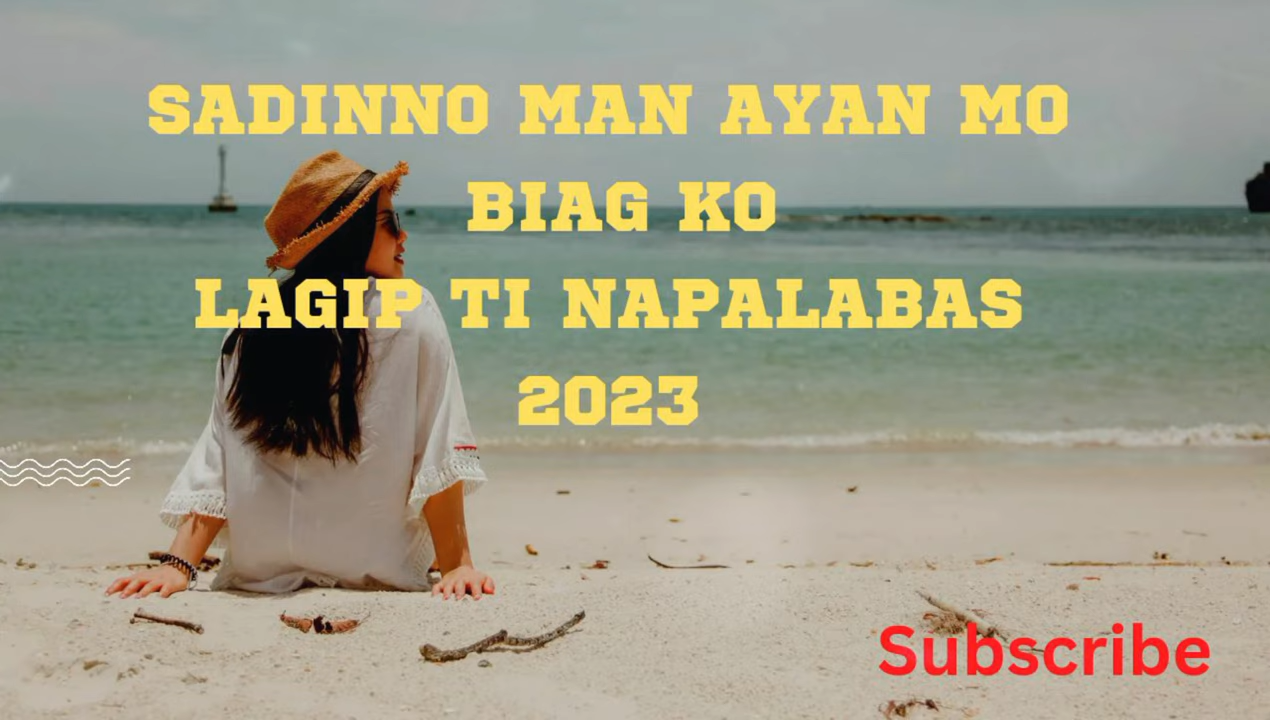 SADINNO MAN AYAN MO
BIAG KO
LAGIP TI NAPALABAS
2023
Subscribe